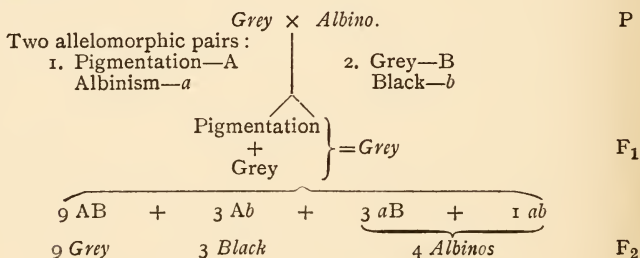 Grey × Albino. P
Two allelomorphic pairs :
1. Pigmentation—A 2. Grey—B
Albinism—a Black—b
Pigmentation
+ =Grey F1
Grey
9 AB + 3 Ab + 3 aB + 1 ab
9 Grey 3 Black 4 Albinos F2